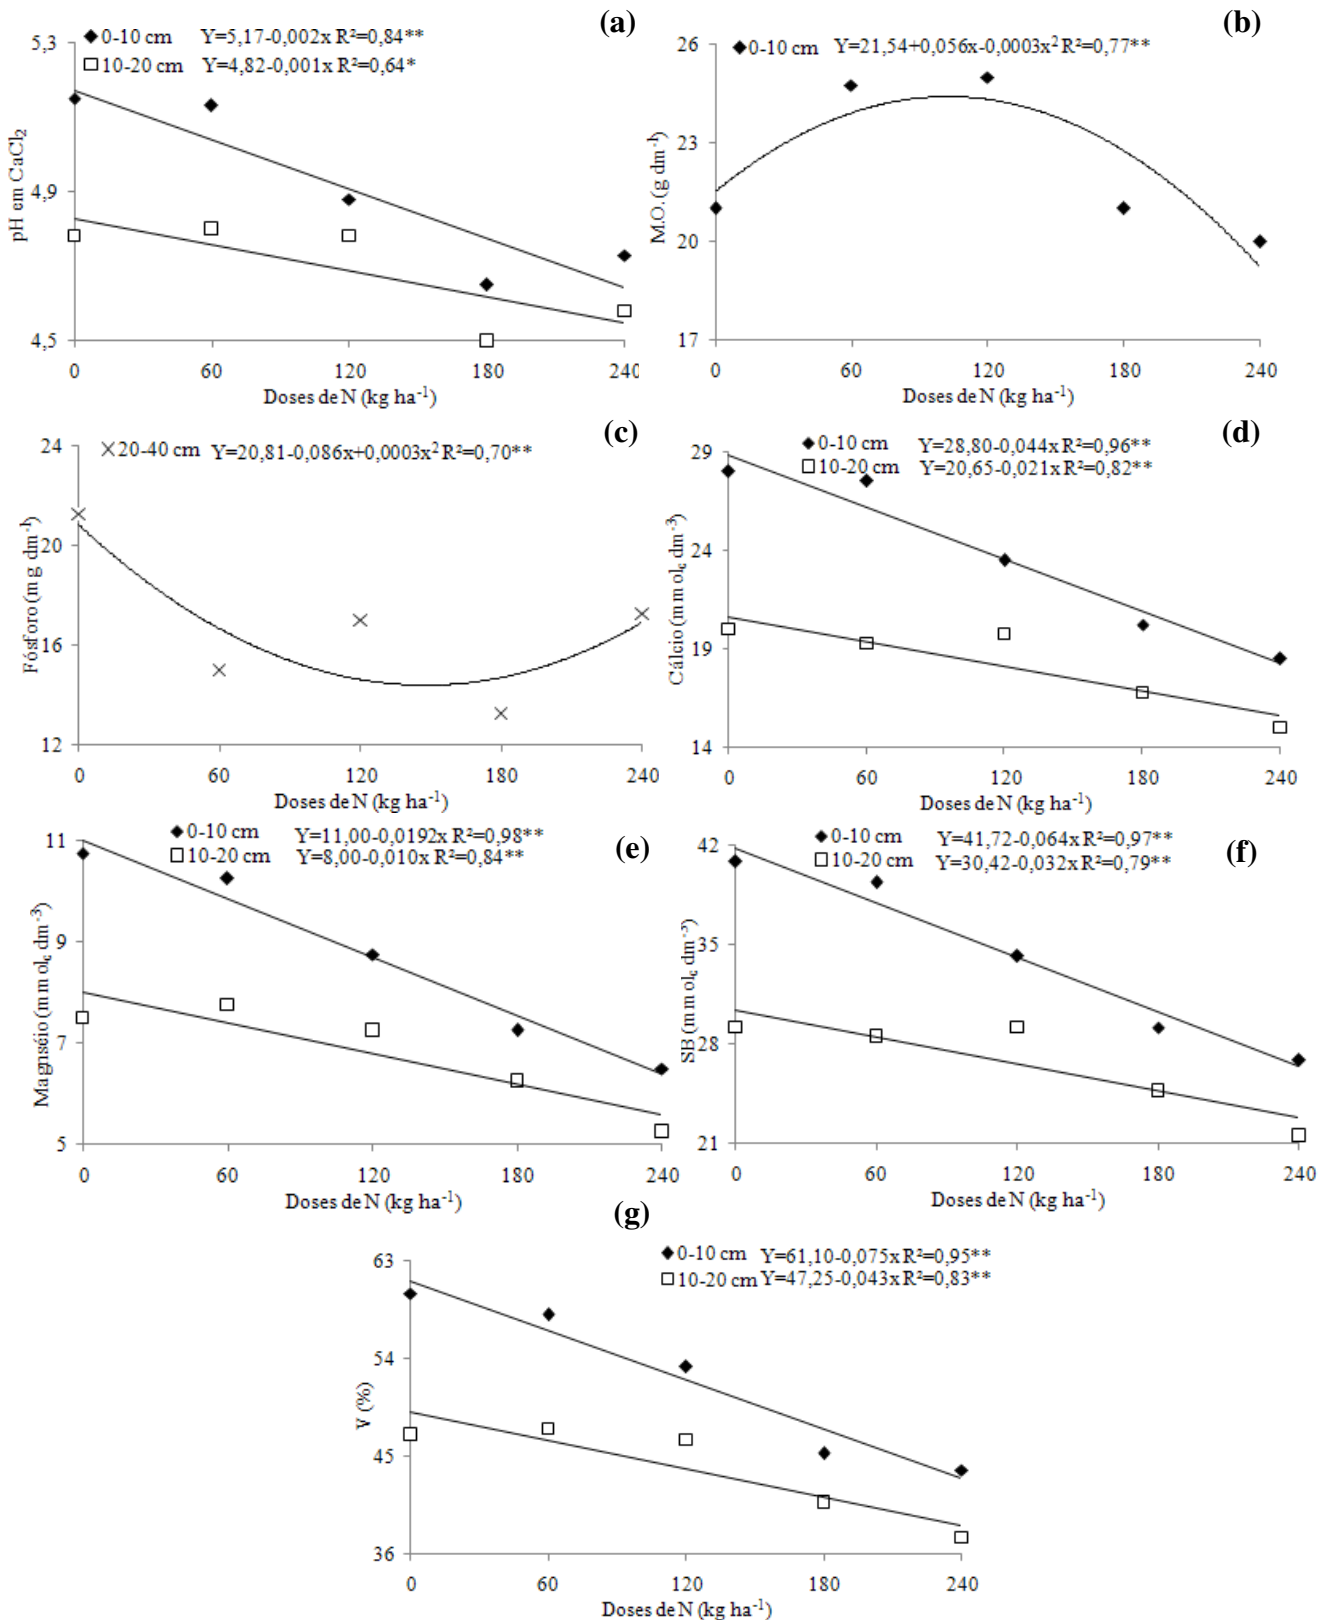 (a)
◆ 0-10 cm Y=5,17-0,002x R²=0,84**
□ 10-20 cm Y=4,82-0,001x R²=0,64*
5,3
4,9
4,5
pH em CaCl₂
0 60 120 180 240
Doses de N (kg ha⁻¹)
(b)
◆ 0-10 cm Y=21,54+0,056x-0,0003x² R²=0,77**
26
23
20
17
M.O. (g dm⁻¹)
0 60 120 180 240
Doses de N (kg ha⁻¹)
(c)
× 20-40 cm Y=20,81-0,086x+0,0003x² R²=0,70**
24
20
16
12
Fósforo (mg dm⁻¹)
0 60 120 180 240
Doses de N (kg ha⁻¹)
(d)
◆ 0-10 cm Y=28,80-0,044x R²=0,96**
□ 10-20 cm Y=20,65-0,021x R²=0,82**
29
24
19
14
Cálcio (mmol꜀ dm⁻³)
0 60 120 180 240
Doses de N (kg ha⁻¹)
(e)
◆ 0-10 cm Y=11,00-0,0192x R²=0,98**
□ 10-20 cm Y=8,00-0,010x R²=0,84**
11
9
7
5
Magnséio (mmol꜀ dm⁻³)
0 60 120 180 240
Doses de N (kg ha⁻¹)
(f)
◆ 0-10 cm Y=41,72-0,064x R²=0,97**
□ 10-20 cm Y=30,42-0,032x R²=0,79**
42
35
28
21
SB (mmol꜀ dm⁻³)
0 60 120 180 240
Doses de N (kg ha⁻¹)
(g)
◆ 0-10 cm Y=61,10-0,075x R²=0,95**
□ 10-20 cm Y=47,25-0,043x R²=0,83**
63
54
45
36
V (%)
0 60 120 180 240
Doses de N (kg ha⁻¹)